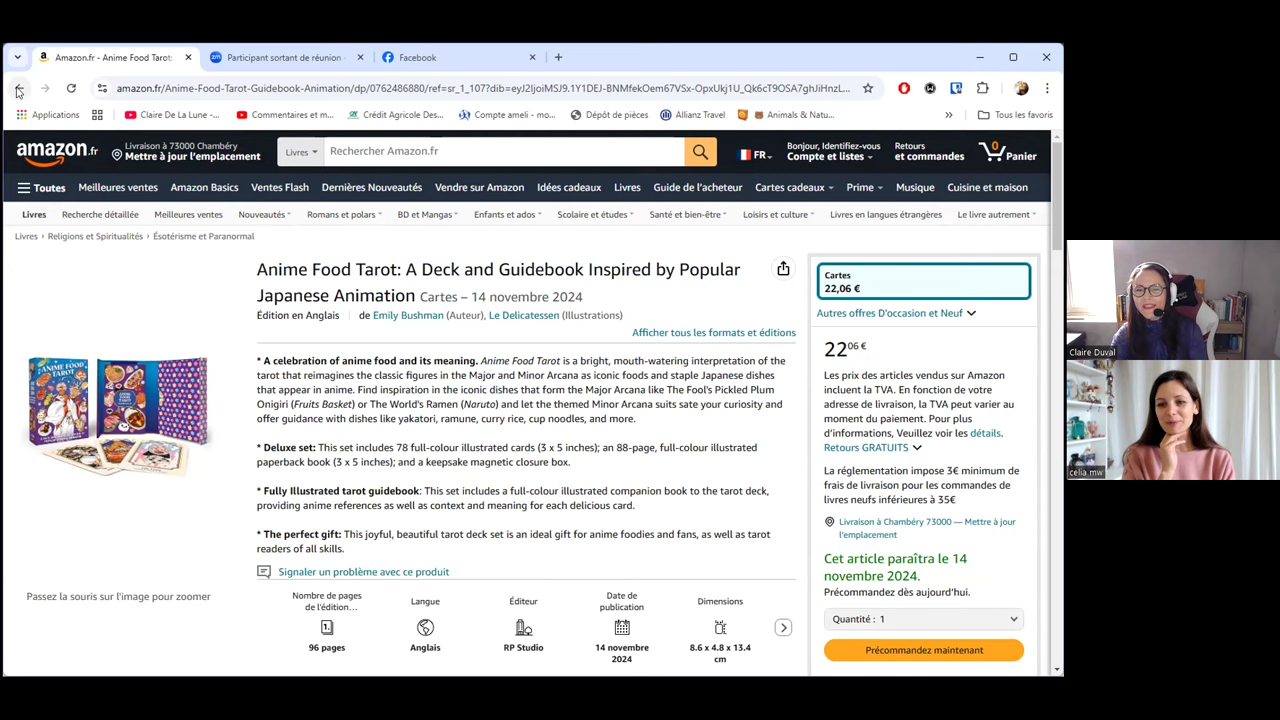 Amazon.fr - Anime Food Tarot:
Participant sortant de réunion -
Facebook
amazon.fr/Anime-Food-Tarot-Guidebook-Animation/dp/0762486880/ref=sr_1_107?dib=
Applications
Claire De La Lune - ...
Commentaires et mo...
Crédit Agricole Des...
Compte ameli - mo...
Dépôt de pièces
Allianz Travel
Animals & Natu...
»
Tous les favoris
amazon.fr
Livraison à 73000 Chambéry
Mettre à jour l'emplacement
Livres
Rechercher Amazon.fr
FR
Bonjour, Identifiez-vous
Compte et listes
Retours
et commandes
0
Panier
Toutes
Meilleures ventes
Amazon Basics
Ventes Flash
Dernières Nouveautés
Vendre sur Amazon
Idées cadeaux
Livres
Guide de l'acheteur
Cartes cadeaux
Prime
Musique
Cuisine et maison
Livres
Recherche détaillée
Meilleures ventes
Nouveautés
Romans et polars
BD et Mangas
Enfants et ados
Scolaire et études
Santé et bien-être
Loisirs et culture
Livres en langues étrangères
Le livre autrement
Livres › Religions et Spiritualités › Ésotérisme et Paranormal
Anime Food Tarot: A Deck and Guidebook Inspired by Popular
Japanese Animation Cartes – 14 novembre 2024
Édition en Anglais
de Emily Bushman (Auteur), Le Delicatessen (Illustrations)
Afficher tous les formats et éditions
* A celebration of anime food and its meaning. Anime Food Tarot is a bright, mouth-watering interpretation of the
tarot that reimagines the classic figures in the Major and Minor Arcana as iconic foods and staple Japanese dishes
that appear in anime. Find inspiration in the iconic dishes that form the Major Arcana like The Fool's Pickled Plum
Onigiri (Fruits Basket) or The World's Ramen (Naruto) and let the themed Minor Arcana suits sate your curiosity and
offer guidance with dishes like yakatori, ramune, curry rice, cup noodles, and more.
* Deluxe set: This set includes 78 full-colour illustrated cards (3 x 5 inches); an 88-page, full-colour illustrated
paperback book (3 x 5 inches); and a keepsake magnetic closure box.
* Fully Illustrated tarot guidebook: This set includes a full-colour illustrated companion book to the tarot deck,
providing anime references as well as context and meaning for each delicious card.
* The perfect gift: This joyful, beautiful tarot deck set is an ideal gift for anime foodies and fans, as well as tarot
readers of all skills.
Signaler un problème avec ce produit
ANIME FOOD
TAROT
Passez la souris sur l'image pour zoomer
Nombre de pages
de l'édition...
1.
96 pages
Langue
Anglais
Éditeur
RP Studio
Date de
publication
14 novembre
2024
Dimensions
8.6 x 4.8 x 13.4
cm
Cartes
22,06 €
Autres offres D'occasion et Neuf
22,06 €
Les prix des articles vendus sur Amazon
incluent la TVA. En fonction de votre
adresse de livraison, la TVA peut varier au
moment du paiement. Pour plus
d'informations, Veuillez voir les détails.
Retours GRATUITS
La réglementation impose 3€ minimum de
frais de livraison pour les commandes de
livres neufs inférieures à 35€
Livraison à Chambéry 73000 — Mettre à jour
l'emplacement
Cet article paraîtra le 14
novembre 2024.
Précommandez dès aujourd'hui.
Quantité : 1
Précommandez maintenant
Claire Duval
celia mw